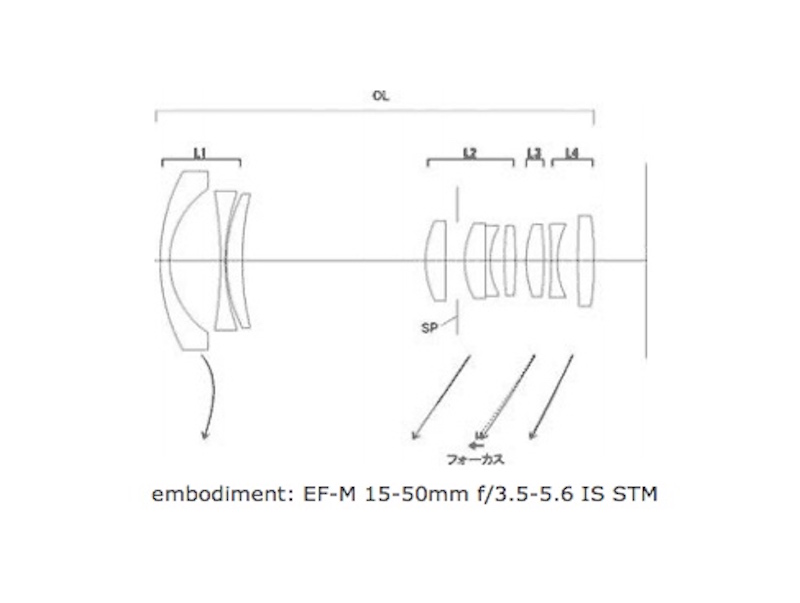 OL
L1
L2
L3
L4
SP
フォーカス
embodiment: EF-M 15-50mm f/3.5-5.6 IS STM